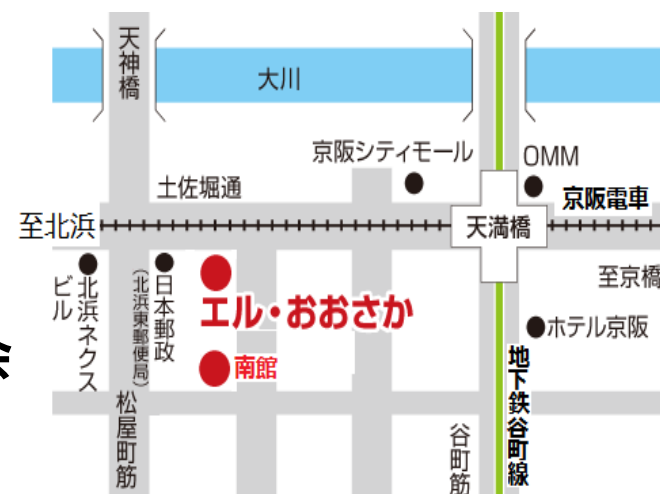 天神橋
大川
京阪シティモール
OMM
土佐堀通
京阪電車
至北浜
天満橋
至京橋
北浜ネクス
ビル
日本郵政
(北浜東郵便局)
エル・おおさか
南館
ホテル京阪
地下鉄谷町線
松屋町筋
谷町筋